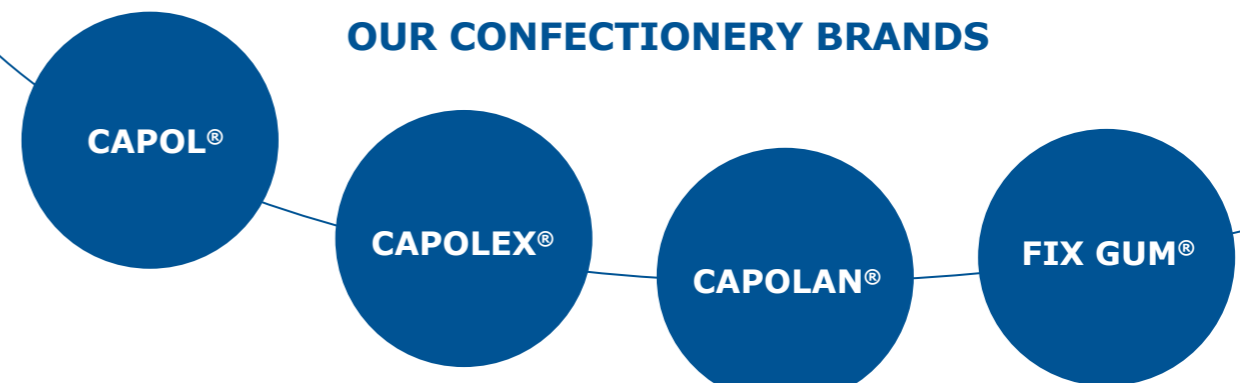 OUR CONFECTIONERY BRANDS
CAPOL®
CAPOLEX®
CAPOLAN®
FIX GUM®